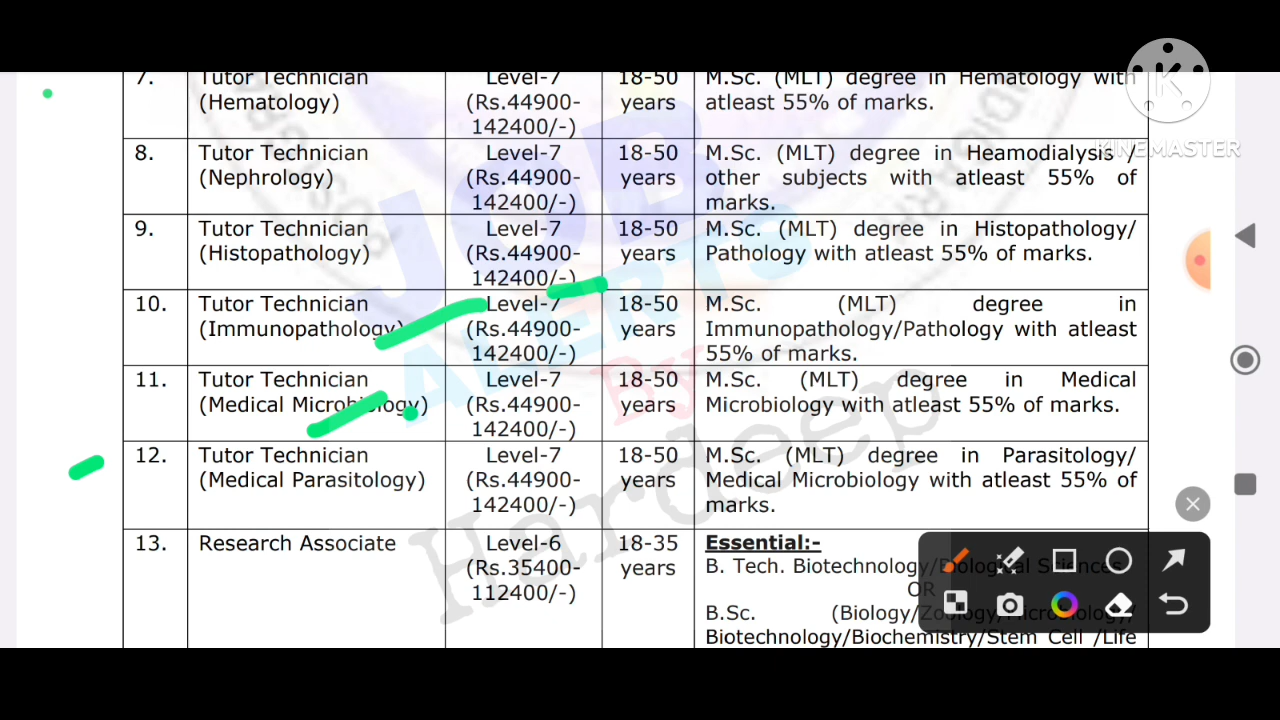 7. Tutor Technician Level-7 18-50 M.Sc. (MLT) degree in Hematology with
(Hematology) (Rs.44900- years atleast 55% of marks.
142400/-)
8. Tutor Technician Level-7 18-50 M.Sc. (MLT) degree in Heamodialysis /
(Nephrology) (Rs.44900- years other subjects with atleast 55% of
142400/-) marks.
9. Tutor Technician Level-7 18-50 M.Sc. (MLT) degree in Histopathology/
(Histopathology) (Rs.44900- years Pathology with atleast 55% of marks.
142400/-)
10. Tutor Technician Level-7 18-50 M.Sc. (MLT) degree in
(Immunopathology) (Rs.44900- years Immunopathology/Pathology with atleast
142400/-) 55% of marks.
11. Tutor Technician Level-7 18-50 M.Sc. (MLT) degree in Medical
(Medical Microbiology) (Rs.44900- years Microbiology with atleast 55% of marks.
142400/-)
12. Tutor Technician Level-7 18-50 M.Sc. (MLT) degree in Parasitology/
(Medical Parasitology) (Rs.44900- years Medical Microbiology with atleast 55% of
142400/-) marks.
13. Research Associate Level-6 18-35 Essential:-
(Rs.35400- years B. Tech. Biotechnology/Biological Sciences
112400/-) OR
B.Sc. (Biology/Zoology/Microbiology/
Biotechnology/Biochemistry/Stem Cell /Life
K
KINEMASTER
JOB
ALERTS
By
Hardeep